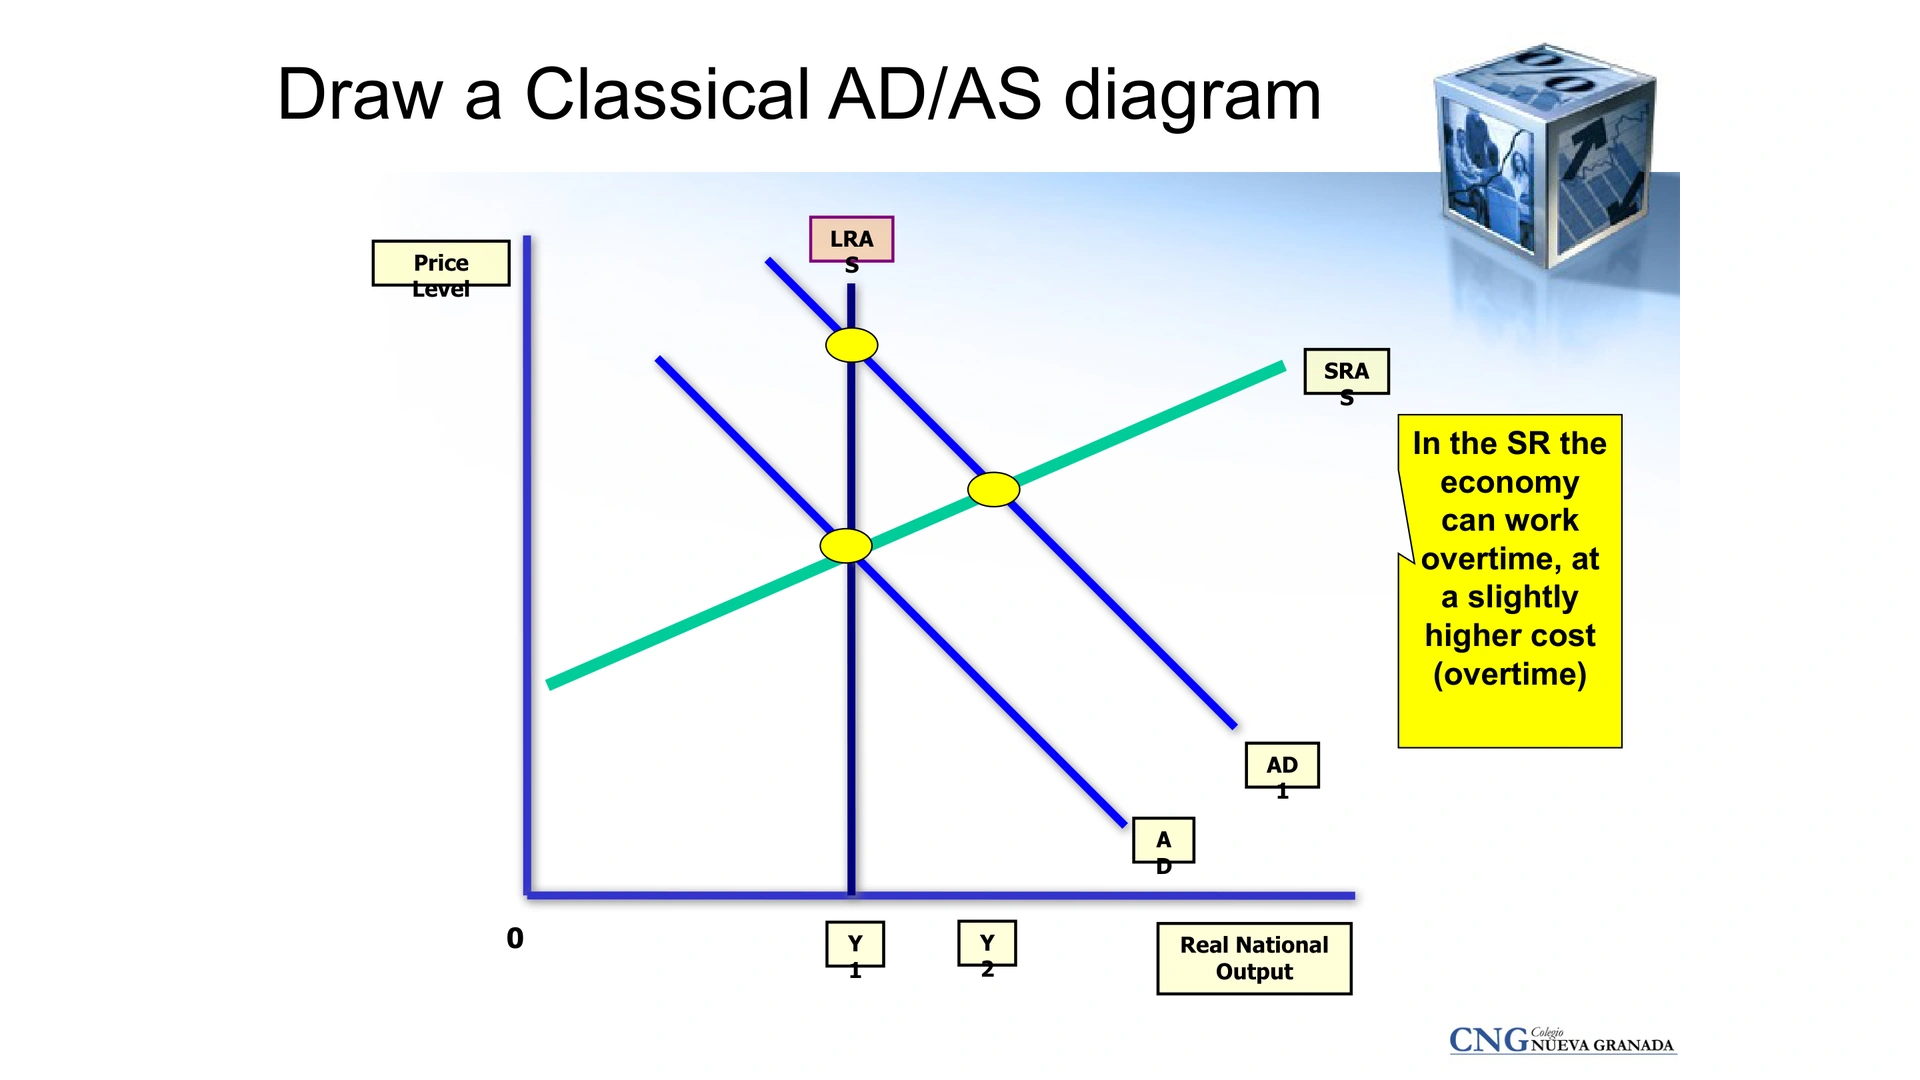 Draw a Classical AD/AS diagram
%
LRA
S
Price
Level
SRA
S
In the SR the
economy
can work
overtime, at
a slightly
higher cost
(overtime)
AD
1
A
D
0
Y
1
Y
2
Real National
Output
CNG Colegio
NUEVA GRANADA